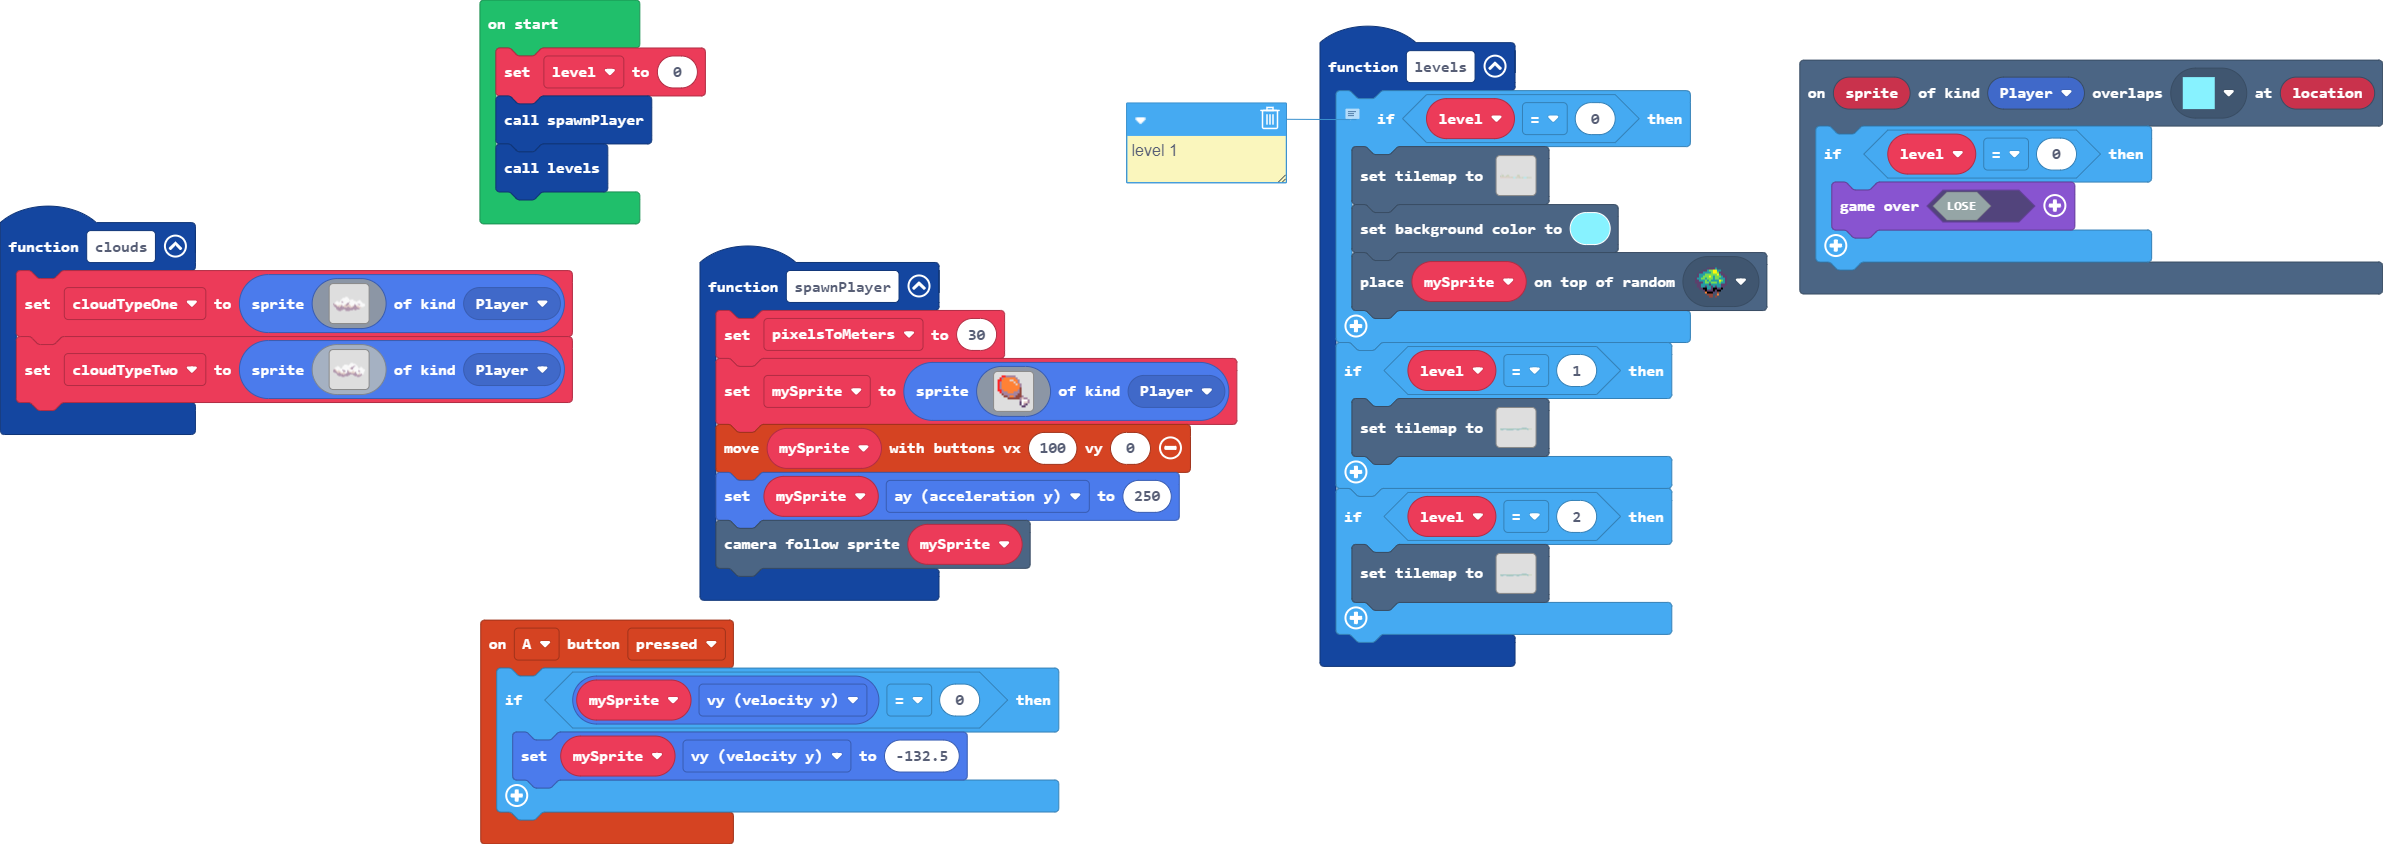 on start
set level to 0
call spawnPlayer
call levels
function clouds
set cloudTypeOne to sprite of kind Player
set cloudTypeTwo to sprite of kind Player
function spawnPlayer
set pixelsToMeters to 30
set mySprite to sprite of kind Player
move mySprite with buttons vx 100 vy 0
set mySprite ay (acceleration y) to 250
camera follow sprite mySprite
on A button pressed
if mySprite vy (velocity y) = 0 then
set mySprite vy (velocity y) to -132.5
level 1
function levels
if level = 0 then
set tilemap to
set background color to
place mySprite on top of random
if level = 1 then
set tilemap to
if level = 2 then
set tilemap to
on sprite of kind Player overlaps at location
if level = 0 then
game over LOSE